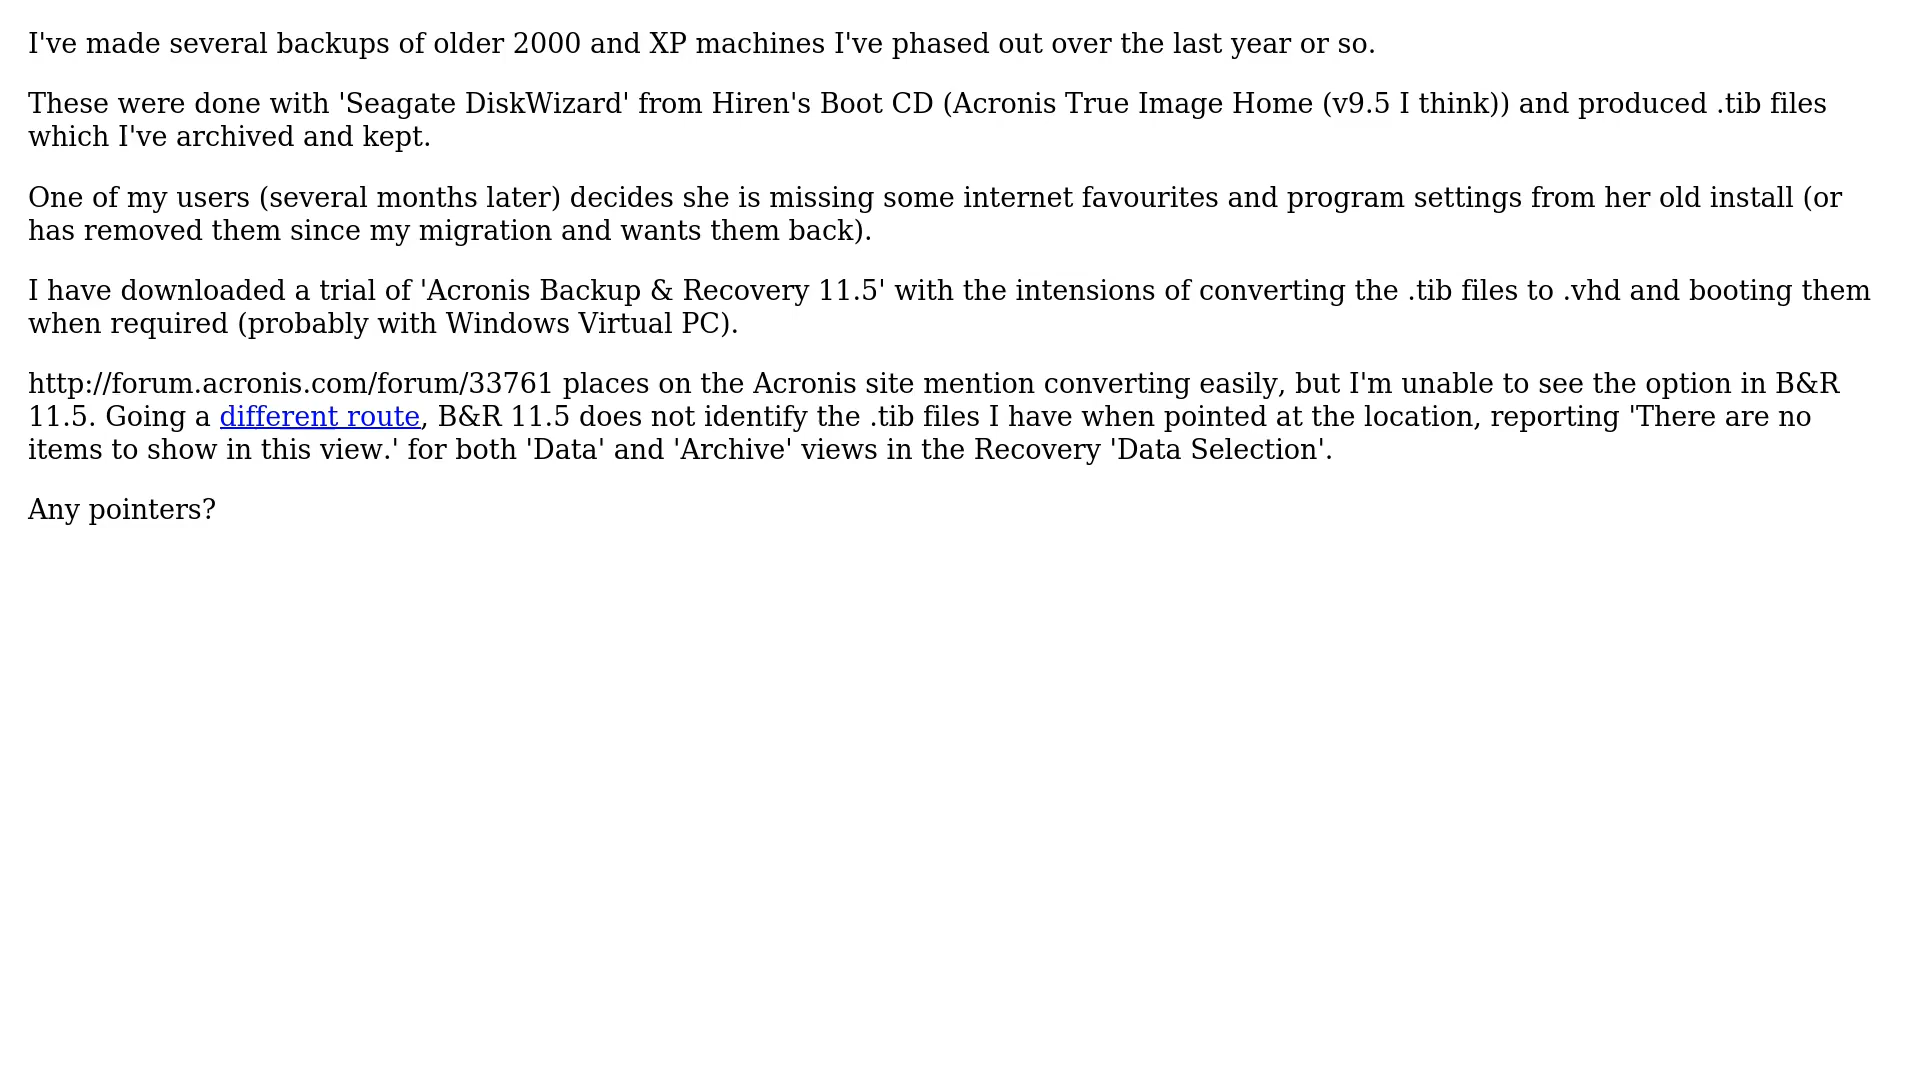 I've made several backups of older 2000 and XP machines I've phased out over the last year or so.
These were done with 'Seagate DiskWizard' from Hiren's Boot CD (Acronis True Image Home (v9.5 I think)) and produced .tib files
which I've archived and kept.
One of my users (several months later) decides she is missing some internet favourites and program settings from her old install (or
has removed them since my migration and wants them back).
I have downloaded a trial of 'Acronis Backup & Recovery 11.5' with the intensions of converting the .tib files to .vhd and booting them
when required (probably with Windows Virtual PC).
http://forum.acronis.com/forum/33761 places on the Acronis site mention converting easily, but I'm unable to see the option in B&R
11.5. Going a different route, B&R 11.5 does not identify the .tib files I have when pointed at the location, reporting 'There are no
items to show in this view.' for both 'Data' and 'Archive' views in the Recovery 'Data Selection'.
Any pointers?